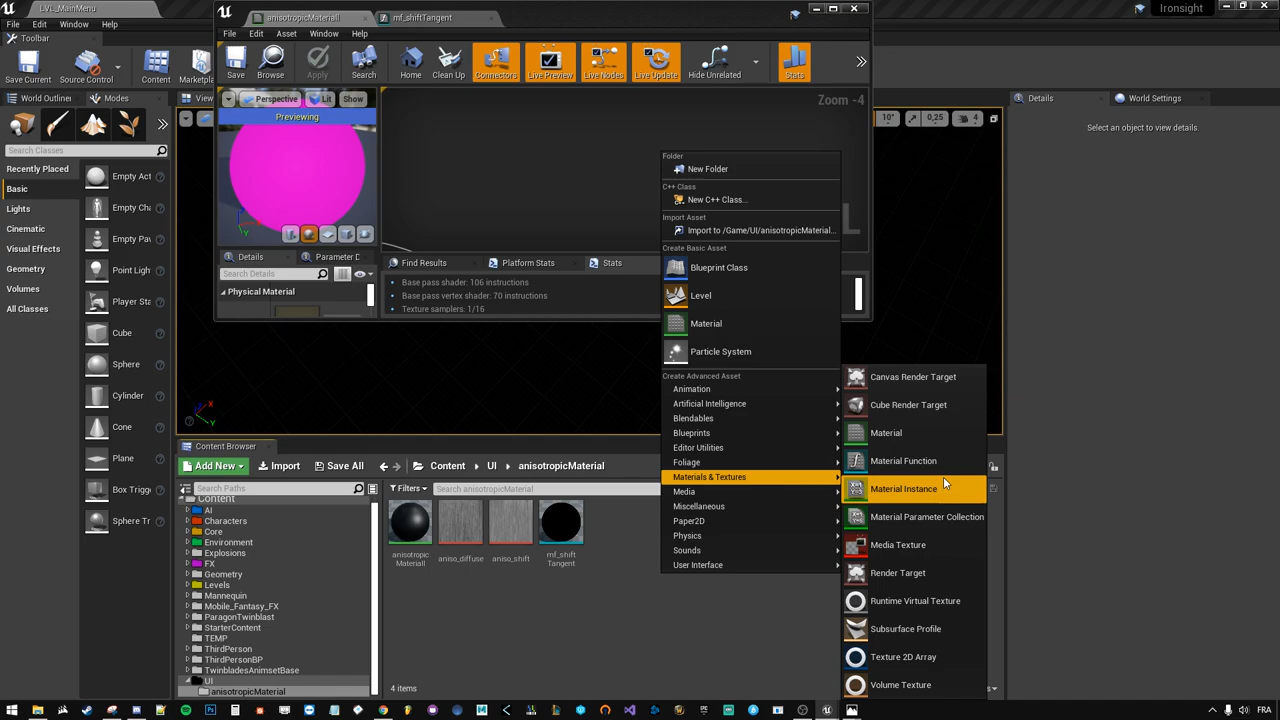 LVL_MainMenu
Ironsight
File Edit Window Help
Toolbar
Save Current
Source Control
Content
Marketpla
World Outliner
Modes
View
Search Classes
Recently Placed
Basic
Lights
Cinematic
Visual Effects
Geometry
Volumes
All Classes
Empty Act
Empty Cha
Empty Pav
Point Ligh
Player Sta
Cube
Sphere
Cylinder
Cone
Plane
Box Trigg
Sphere Tr
anisotropicMaterial
mf_shiftTangent
File Edit Asset Window Help
Save
Browse
Apply
Search
Home
Clean Up
Connectors
Live Preview
Live Nodes
Live Update
Hide Unrelated
Stats
Perspective
Lit
Show
Previewing
Zoom -4
Details
Parameter D
Search Details
Physical Material
Find Results
Platform Stats
Stats
Base pass shader: 106 instructions
Base pass vertex shader: 70 instructions
Texture samplers: 1/16
10°
0,25
4
Details
World Settings
Select an object to view details.
Folder
New Folder
C++ Class
New C++ Class...
Import Asset
Import to /Game/UI/anisotropicMaterial...
Create Basic Asset
Blueprint Class
Level
Material
Particle System
Create Advanced Asset
Animation
Artificial Intelligence
Blendables
Blueprints
Editor Utilities
Foliage
Materials & Textures
Media
Miscellaneous
Paper2D
Physics
Sounds
User Interface
Canvas Render Target
Cube Render Target
Material
Material Function
Material Instance
Material Parameter Collection
Media Texture
Render Target
Runtime Virtual Texture
Subsurface Profile
Texture 2D Array
Volume Texture
Content Browser
Add New
Import
Save All
Content
UI
anisotropicMaterial
Search Paths
Filters
Search anisotropicMaterial
Content
AI
Characters
Core
Environment
Explosions
FX
Geometry
Levels
Mannequin
Mobile_Fantasy_FX
ParagonTwinblast
StarterContent
TEMP
ThirdPerson
ThirdPersonBP
TwinbladesAnimsetBase
UI
anisotropicMaterial
anisotropic
Materiall
aniso_diffuse
aniso_shift
mf_shift
Tangent
4 items
FRA